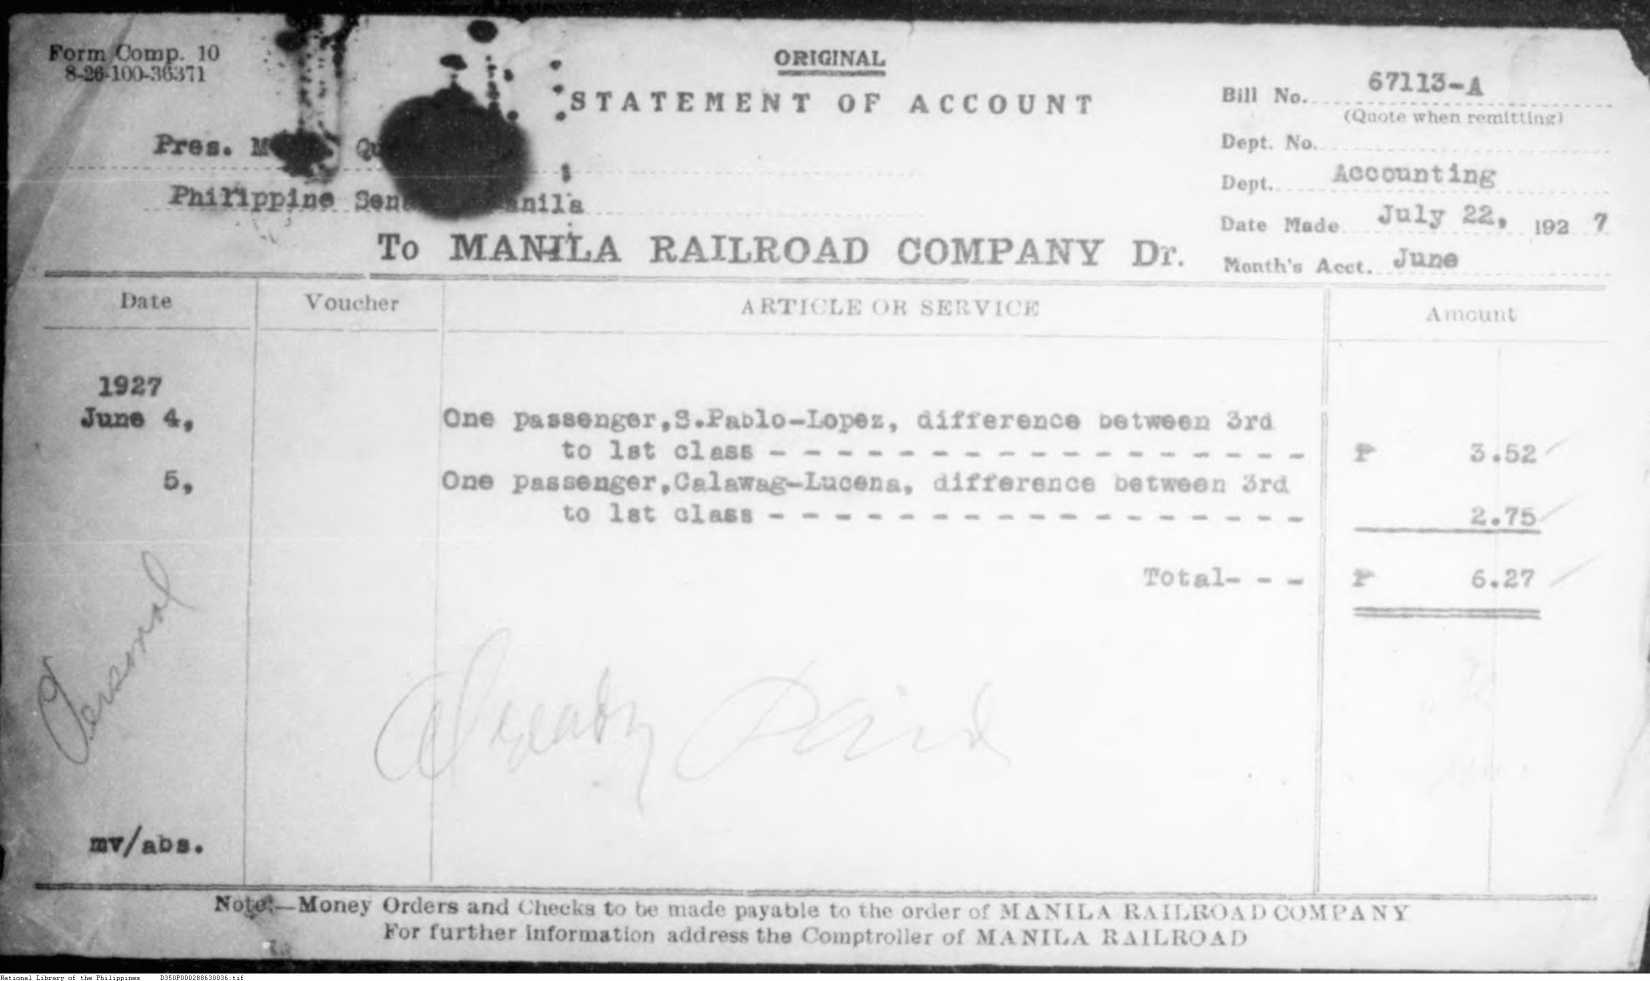 Form Comp. 10
8-26-100-36371
ORIGINAL
STATEMENT OF ACCOUNT
Bill No. 67113-A
(Quote when remitting)
Dept. No.
Pres.
Dept. Accounting
Philippine
Date Made July 22, 1927
To MANILA RAILROAD COMPANY Dr.
Month's Acct. June
Date Voucher ARTICLE OR SERVICE Amount
1927
June 4, One passenger,S.Pablo-Lopez, difference between 3rd
to 1st class - - - - - - - - - - - - - - - - - ₱ 3.52
5, One passenger,Calawag-Lucena, difference between 3rd
to 1st class - - - - - - - - - - - - - - - - - 2.75
Total- - - ₱ 6.27
Personal
Already Paid
mv/abs.
Note:—Money Orders and Checks to be made payable to the order of MANILA RAILROAD COMPANY
For further information address the Comptroller of MANILA RAILROAD
National Library of the Philippines